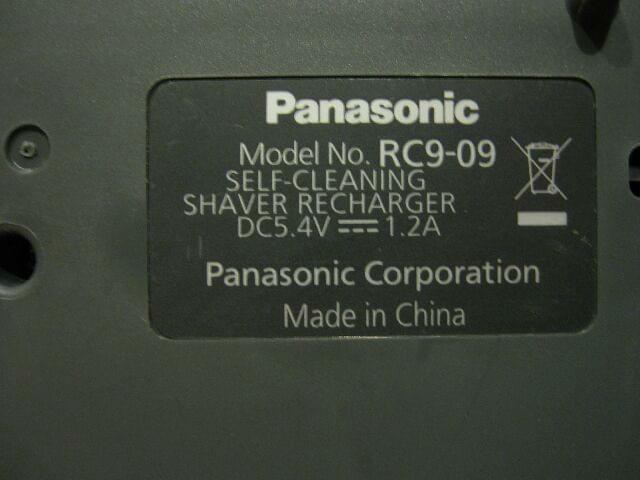 Panasonic
Model No. RC9-09
SELF-CLEANING
SHAVER RECHARGER
DC5.4V ⎓ 1.2A
Panasonic Corporation
Made in China